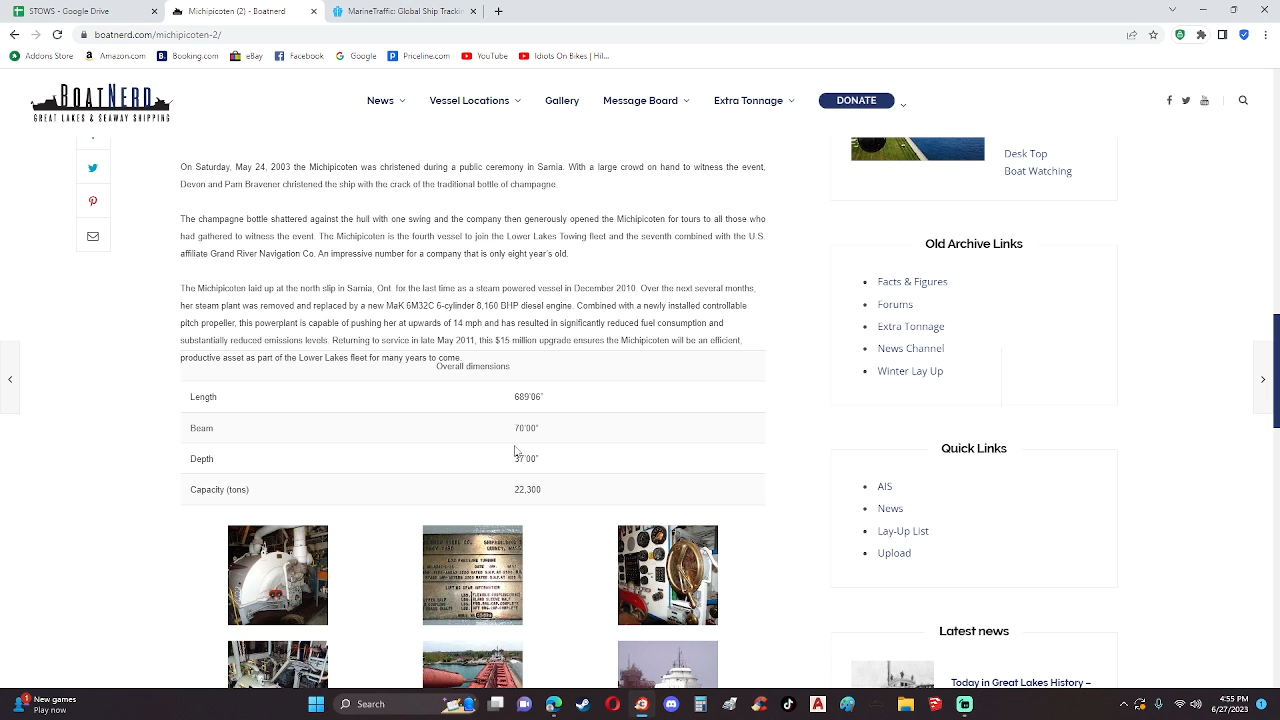 STOWS - Google Drive
Michipicoten (2) - Boatnerd
MarineTraffic: Global Ship Trackin
boatnerd.com/michipicoten-2/
Addons Store
Amazon.com
Booking.com
eBay
Facebook
Google
Priceline.com
YouTube
Idiots On Bikes | Hil...
BOATNERD
GREAT LAKES & SEAWAY SHIPPING
News
Vessel Locations
Gallery
Message Board
Extra Tonnage
DONATE
On Saturday, May 24, 2003 the Michipicoten was christened during a public ceremony in Sarnia. With a large crowd on hand to witness the event,
Devon and Pam Bravener christened the ship with the crack of the traditional bottle of champagne.
The champagne bottle shattered against the hull with one swing and the company then generously opened the Michipicoten for tours to all those who
had gathered to witness the event. The Michipicoten is the fourth vessel to join the Lower Lakes Towing fleet and the seventh combined with the U.S.
affiliate Grand River Navigation Co. An impressive number for a company that is only eight year's old.
The Michipicoten laid up at the north slip in Sarnia, Ont. for the last time as a steam powered vessel in December 2010. Over the next several months,
her steam plant was removed and replaced by a new MaK 6M32C 6-cylinder 8,160 BHP diesel engine. Combined with a newly installed controllable
pitch propeller, this powerplant is capable of pushing her at upwards of 14 mph and has resulted in significantly reduced fuel consumption and
substantially reduced emissions levels. Returning to service in late May 2011, this $15 million upgrade ensures the Michipicoten will be an efficient,
productive asset as part of the Lower Lakes fleet for many years to come.
Overall dimensions
Length 689'06"
Beam 70'00"
Depth 37'00"
Capacity (tons) 22,300
Desk Top
Boat Watching
Old Archive Links
Facts & Figures
Forums
Extra Tonnage
News Channel
Winter Lay Up
Quick Links
AIS
News
Lay-Up List
Upload
Latest news
Today in Great Lakes History –
1
New games
Play now
Search
4:55 PM
6/27/2023
1